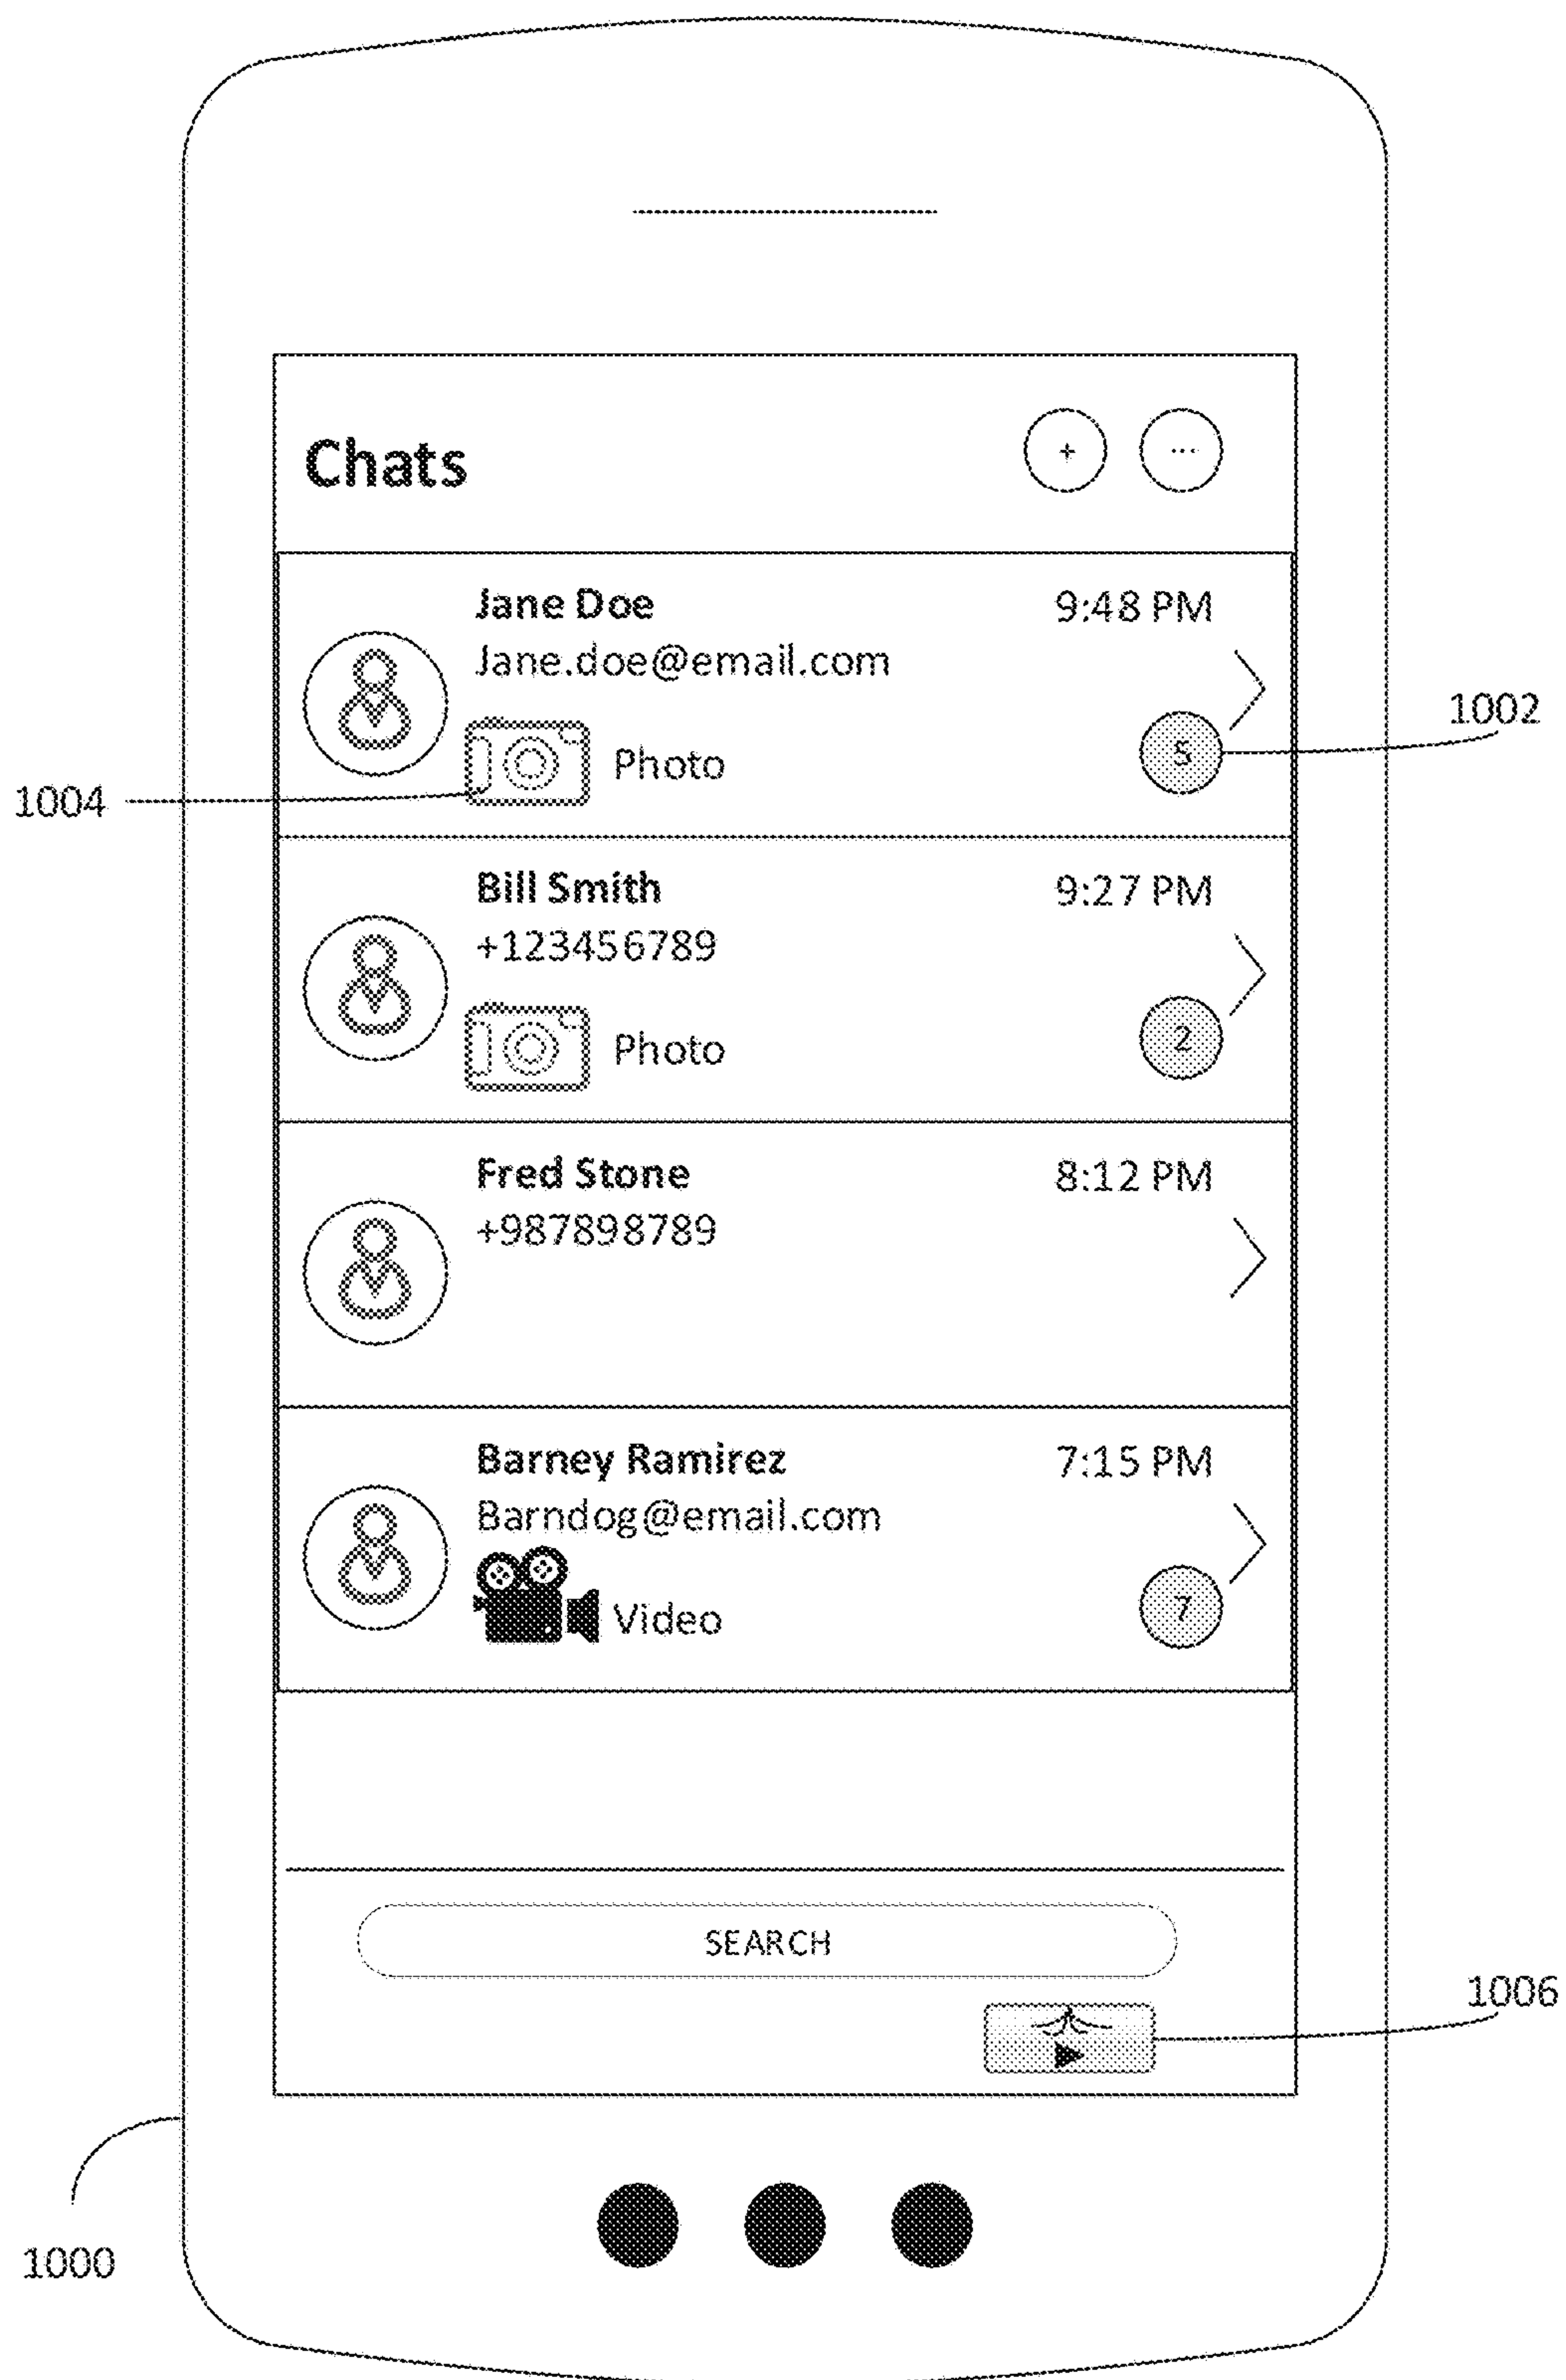 Chats + ...
Jane Doe 9:48 PM
Jane.doe@email.com
1002
5
Photo
1004
Bill Smith 9:27 PM
+123456789
2
Photo
Fred Stone 8:12 PM
+987898789
Barney Ramirez 7:15 PM
Barndog@email.com
7
Video
SEARCH
1006
1000